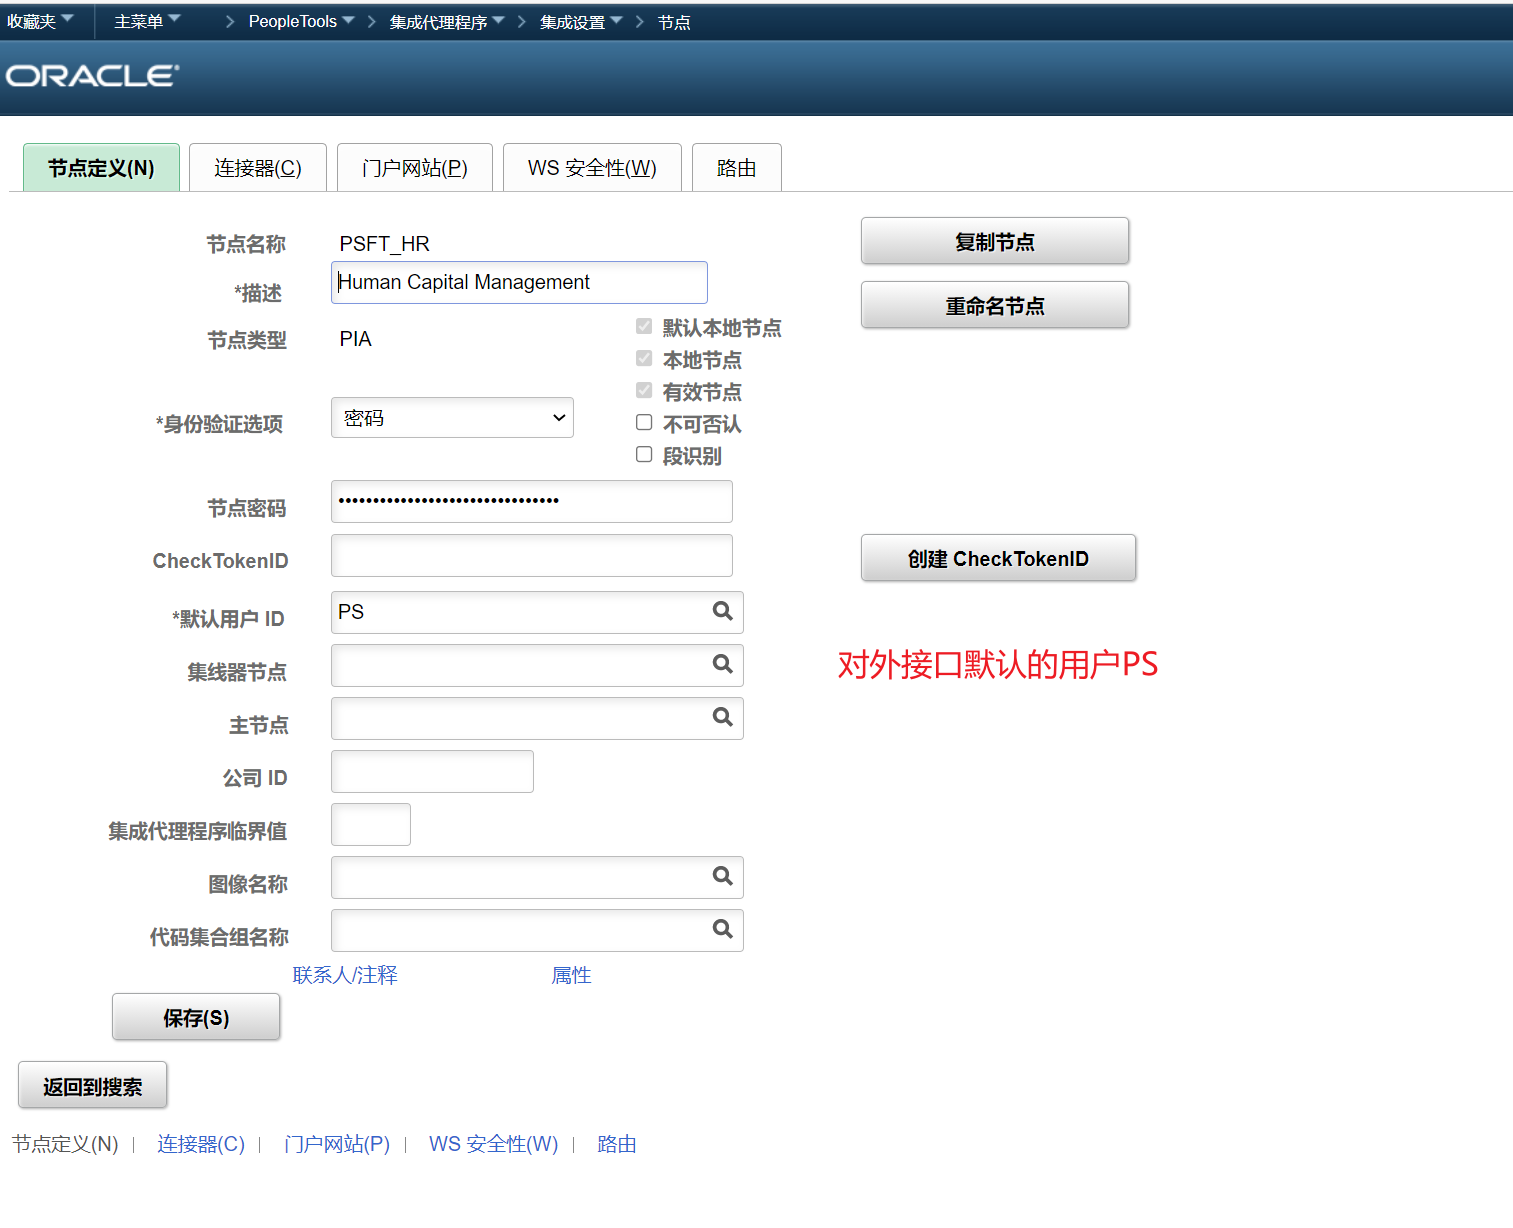 收藏夹 主菜单 > PeopleTools > 集成代理程序 > 集成设置 > 节点
ORACLE
节点定义(N) 连接器(C) 门户网站(P) WS 安全性(W) 路由
节点名称 PSFT_HR 复制节点
*描述 Human Capital Management
重命名节点
节点类型 PIA 默认本地节点
本地节点
有效节点
*身份验证选项 密码 不可否认
段识别
节点密码 ••••••••••••••••••••••••••••••••
CheckTokenID 创建 CheckTokenID
*默认用户 ID PS
集线器节点 对外接口默认的用户PS
主节点
公司 ID
集成代理程序临界值
图像名称
代码集合组名称
联系人/注释 属性
保存(S)
返回到搜索
节点定义(N) | 连接器(C) | 门户网站(P) | WS 安全性(W) | 路由